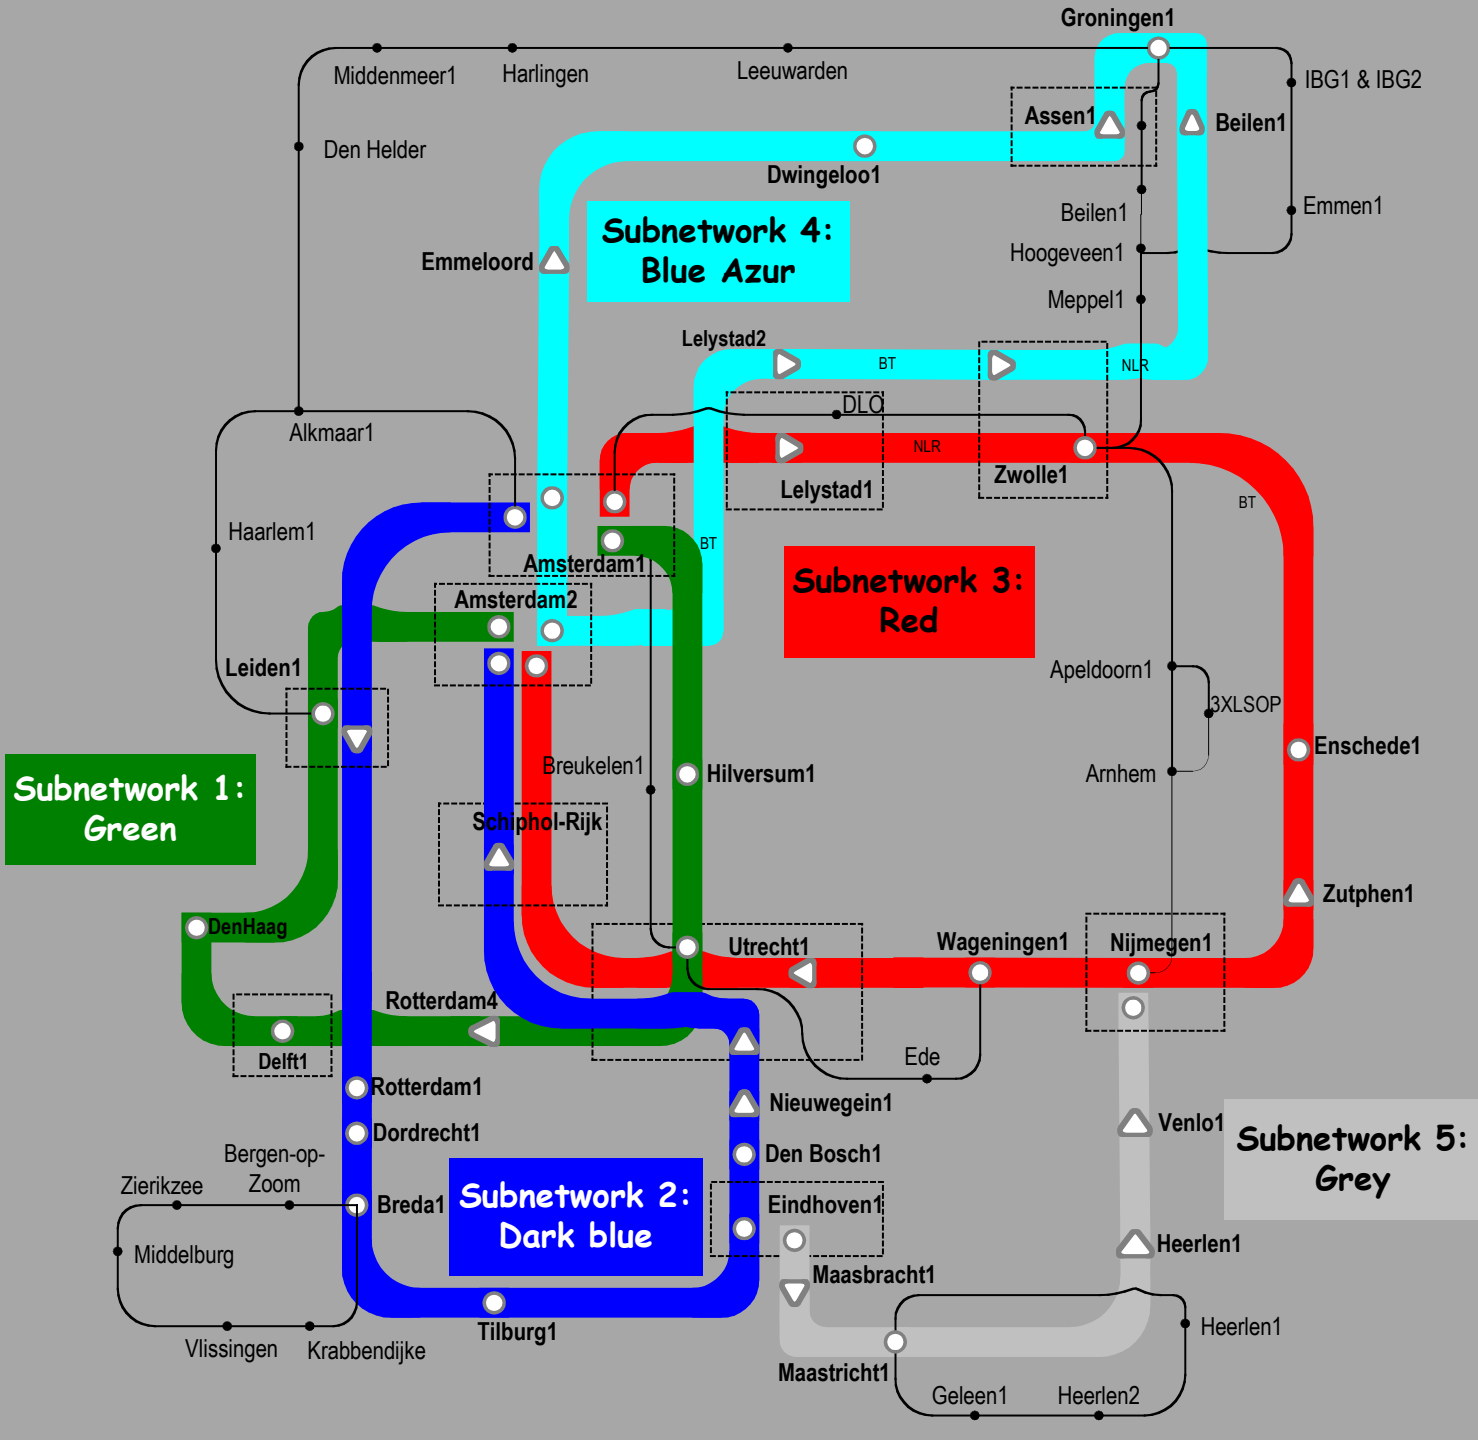 Groningen1
Middenmeer1
Harlingen
Leeuwarden
IBG1 & IBG2
Assen1
Beilen1
Den Helder
Dwingeloo1
Beilen1
Emmen1
Subnetwork 4:
Blue Azur
Emmeloord
Hoogeveen1
Meppel1
Lelystad2
BT
NLR
DLO
Alkmaar1
NLR
Zwolle1
Lelystad1
BT
Haarlem1
BT
Amsterdam1
Subnetwork 3:
Red
Amsterdam2
Leiden1
Apeldoorn1
3XLSOP
Enschede1
Breukelen1
Hilversum1
Arnhem
Subnetwork 1:
Green
Schiphol-Rijk
Zutphen1
DenHaag
Utrecht1
Wageningen1
Nijmegen1
Rotterdam4
Delft1
Ede
Rotterdam1
Nieuwegein1
Venlo1
Dordrecht1
Subnetwork 5:
Grey
Bergen-op-
Zoom
Den Bosch1
Zierikzee
Breda1
Subnetwork 2:
Dark blue
Eindhoven1
Middelburg
Heerlen1
Maasbracht1
Vlissingen
Krabbendijke
Tilburg1
Heerlen1
Maastricht1
Geleen1
Heerlen2